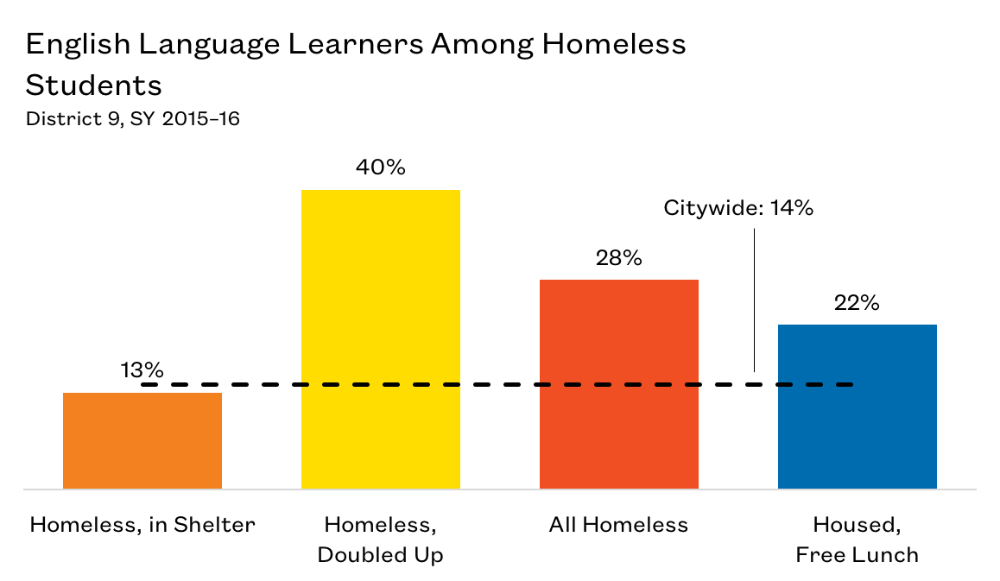 English Language Learners Among Homeless
Students
District 9, SY 2015–16
40%
Citywide: 14%
28%
22%
13%
Homeless, in Shelter
Homeless,
Doubled Up
All Homeless
Housed,
Free Lunch